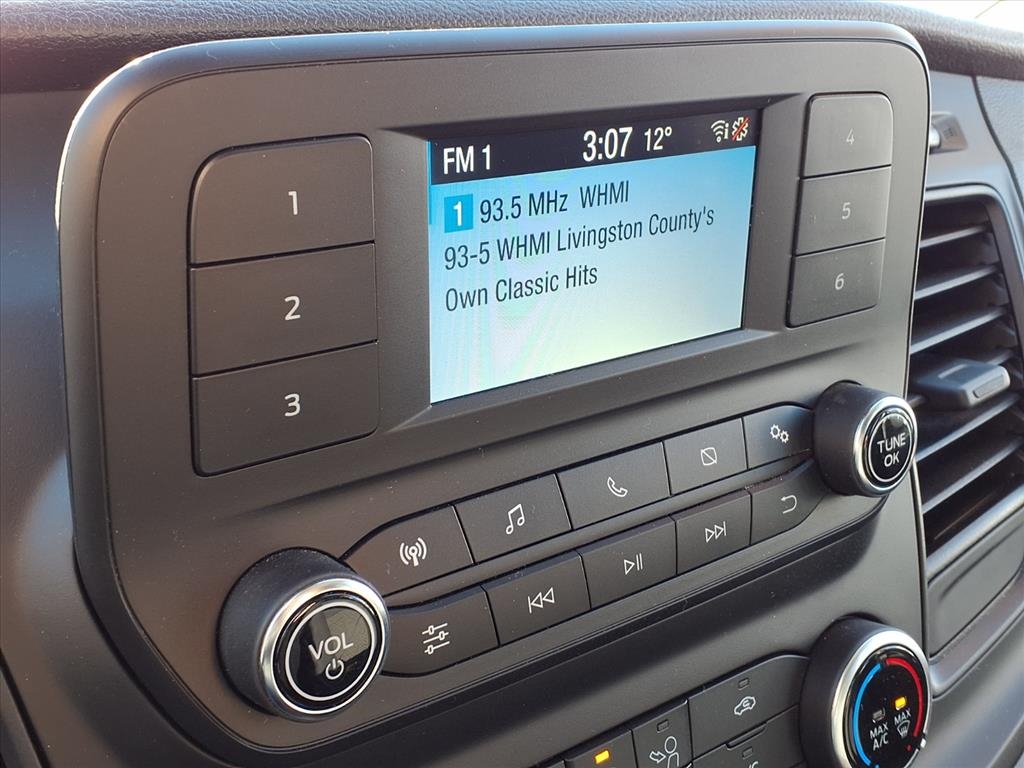 FM 1 3:07 12°
1 93.5 MHz WHMI
93-5 WHMI Livingston County's
Own Classic Hits
1
2
3
4
5
6
TUNE
OK
VOL
MAX
A/C
MAX